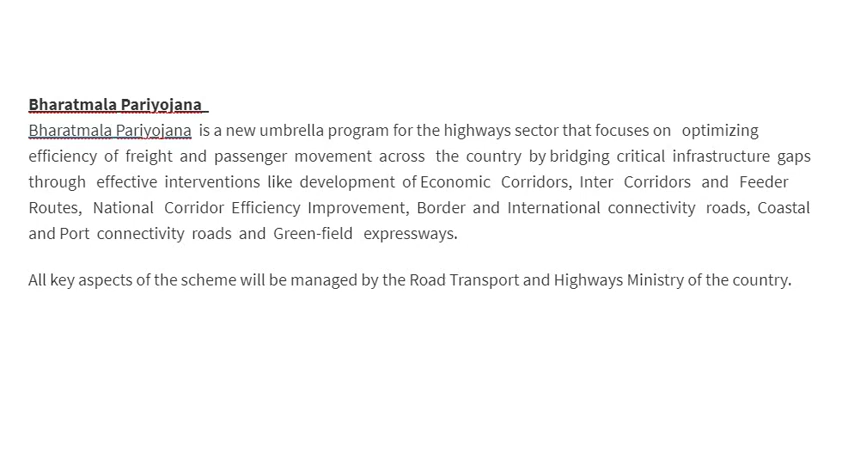 Bharatmala Pariyojana
Bharatmala Pariyojana is a new umbrella program for the highways sector that focuses on optimizing
efficiency of freight and passenger movement across the country by bridging critical infrastructure gaps
through effective interventions like development of Economic Corridors, Inter Corridors and Feeder
Routes, National Corridor Efficiency Improvement, Border and International connectivity roads, Coastal
and Port connectivity roads and Green-field expressways.
All key aspects of the scheme will be managed by the Road Transport and Highways Ministry of the country.